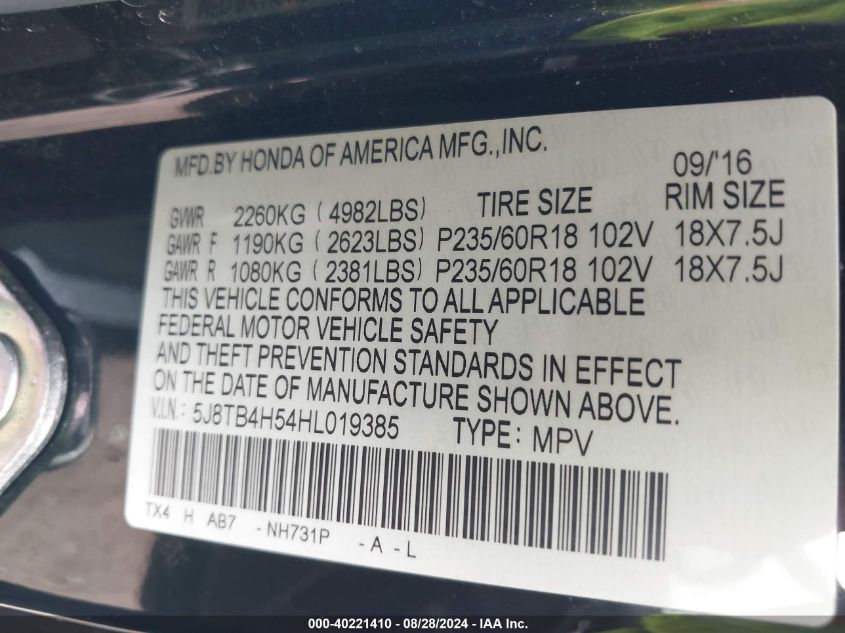 MFD.BY HONDA OF AMERICA MFG.,INC.
09/'16
GVWR 2260KG ( 4982LBS) TIRE SIZE RIM SIZE
GAWR F 1190KG ( 2623LBS) P235/60R18 102V 18X7.5J
GAWR R 1080KG ( 2381LBS) P235/60R18 102V 18X7.5J
THIS VEHICLE CONFORMS TO ALL APPLICABLE
FEDERAL MOTOR VEHICLE SAFETY
AND THEFT PREVENTION STANDARDS IN EFFECT
ON THE DATE OF MANUFACTURE SHOWN ABOVE.
V.I.N.: 5J8TB4H54HL019385 TYPE: MPV
TX4 H AB7 -NH731P -A-L
000-40221410 - 08/28/2024 - IAA Inc.